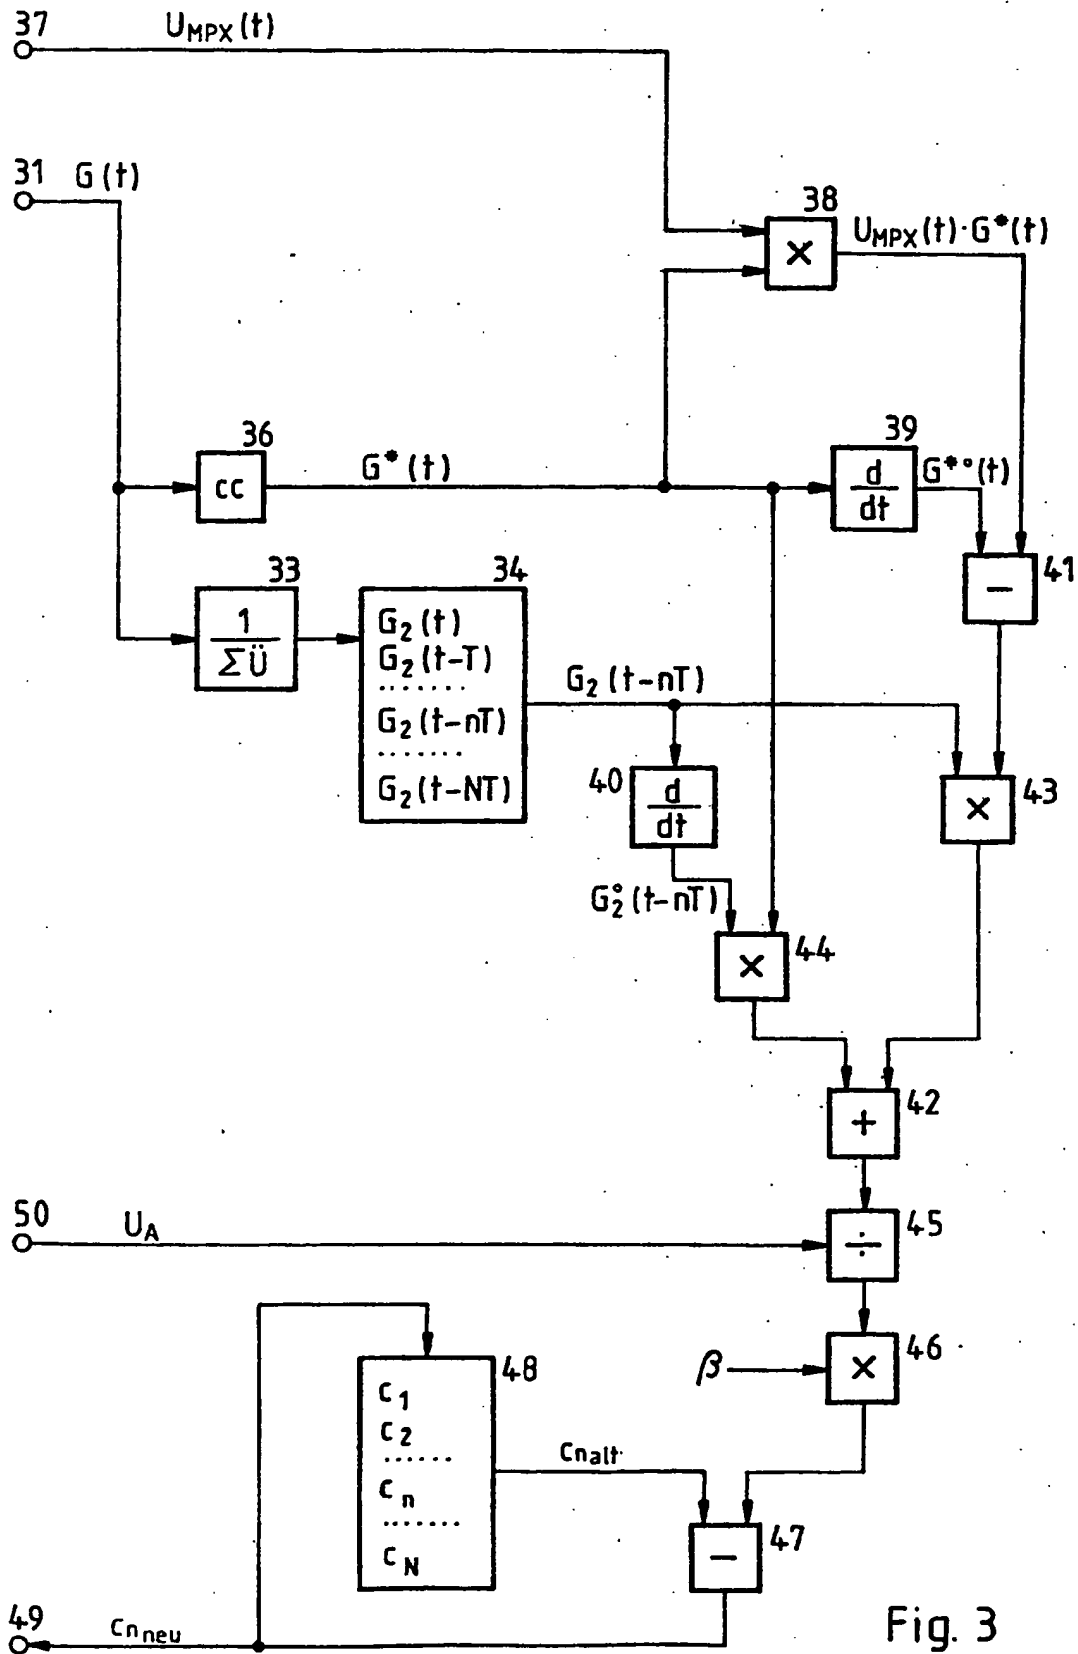 37
U_MPX(t)
31
G(t)
38
U_MPX(t)·G*(t)
×
36
cc
G*(t)
39
d
dt
G*°(t)
41
−
33
1
ΣÜ
34
G₂(t)
G₂(t-T)
.......
G₂(t-nT)
.......
G₂(t-NT)
G₂(t-nT)
40
d
dt
43
×
G₂°(t-nT)
44
×
42
+
50
U_A
45
÷
β
46
×
48
c₁
c₂
......
c_n
.......
c_N
Cnalt
47
−
49
Cnneu
Fig. 3